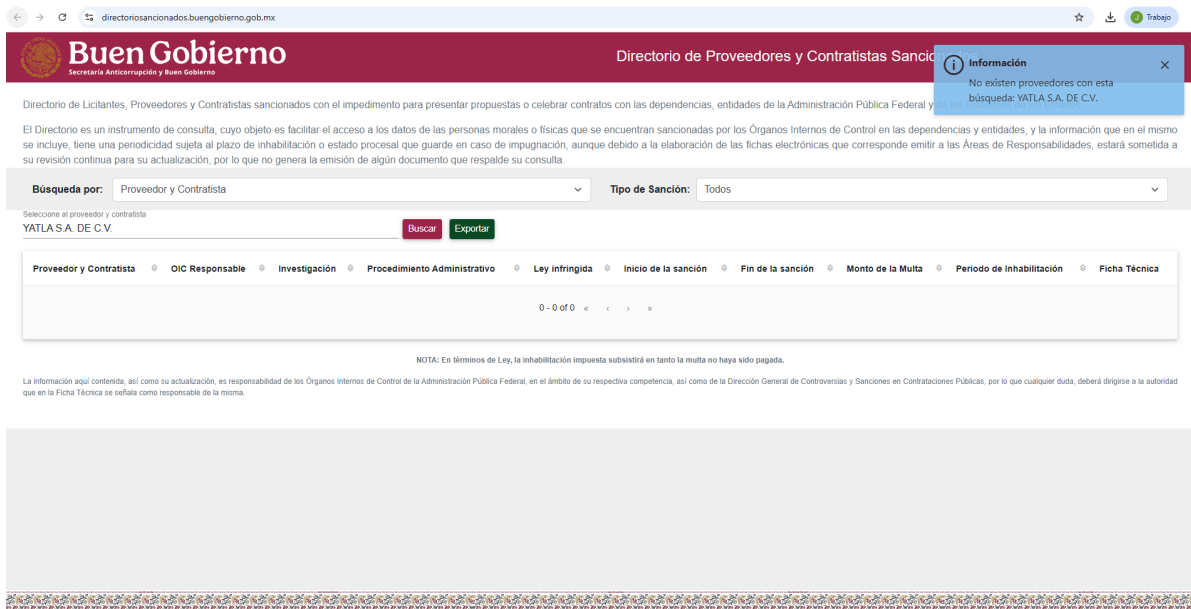 directoriosancionados.buengobierno.gob.mx
J Trabajo
Buen Gobierno
Secretaría Anticorrupción y Buen Gobierno
Directorio de Proveedores y Contratistas Sancionados
Información
No existen proveedores con esta
búsqueda: YATLA S.A. DE C.V.
Directorio de Licitantes, Proveedores y Contratistas sancionados con el impedimento para presentar propuestas o celebrar contratos con las dependencias, entidades de la Administración Pública Federal y de los Gobiernos de los Estados.
El Directorio es un instrumento de consulta, cuyo objeto es facilitar el acceso a los datos de las personas morales o físicas que se encuentran sancionadas por los Órganos Internos de Control en las dependencias y entidades, y la información que en el mismo
se incluye, tiene una periodicidad sujeta al plazo de inhabilitación o estado procesal que guarde en caso de impugnación, aunque debido a la elaboración de las fichas electrónicas que corresponde emitir a las Áreas de Responsabilidades, estará sometida a
su revisión continua para su actualización, por lo que no genera la emisión de algún documento que respalde su consulta.
Búsqueda por: Proveedor y Contratista Tipo de Sanción: Todos
Seleccione al proveedor y contratista
YATLA S.A. DE C.V. Buscar Exportar
Proveedor y Contratista OIC Responsable Investigación Procedimiento Administrativo Ley infringida Inicio de la sanción Fin de la sanción Monto de la Multa Periodo de Inhabilitación Ficha Técnica
0 - 0 of 0 « ‹ › »
NOTA: En términos de Ley, la inhabilitación impuesta subsistirá en tanto la multa no haya sido pagada.
La información aquí contenida, así como su actualización, es responsabilidad de los Órganos Internos de Control de la Administración Pública Federal, en el ámbito de su respectiva competencia, así como de la Dirección General de Controversias y Sanciones en Contrataciones Públicas, por lo que cualquier duda, deberá dirigirse a la autoridad
que en la Ficha Técnica se señala como responsable de la misma.